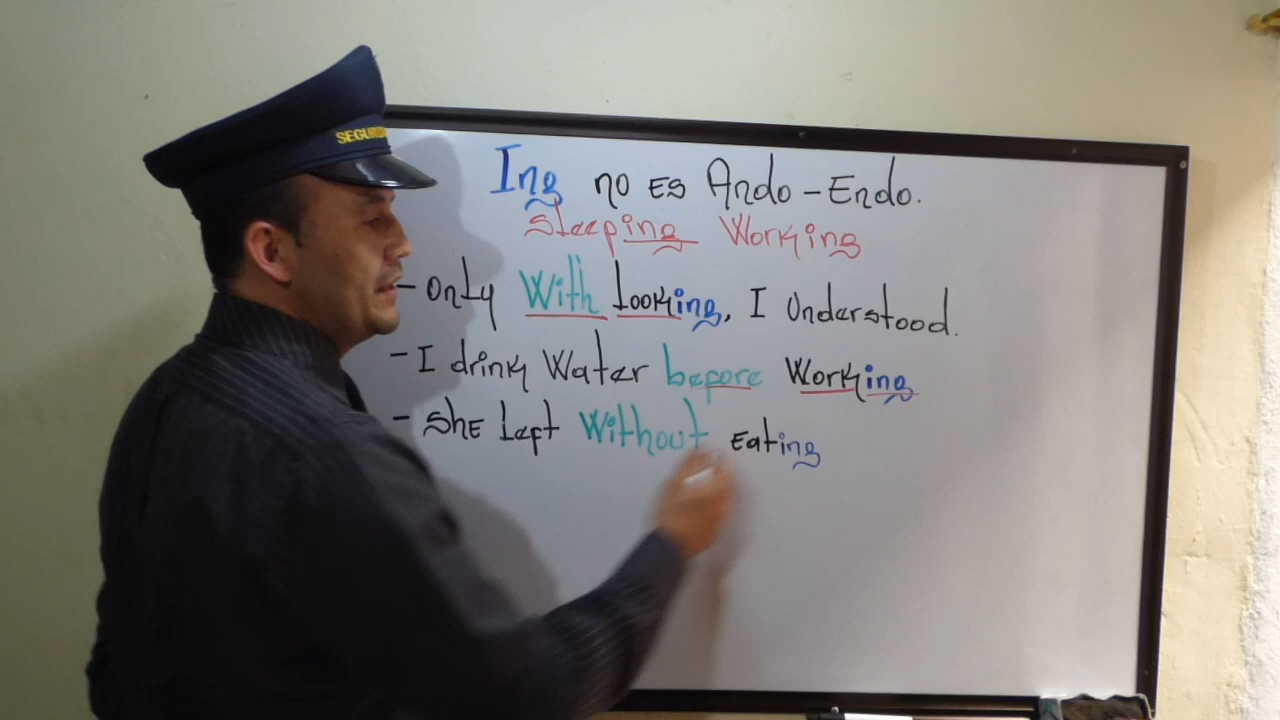 SEGURIDAD
Ing no es Ando - Endo.
Sleeping Working
- Only With looking, I Understood.
- I drink Water before Working
- She Left Without Eating